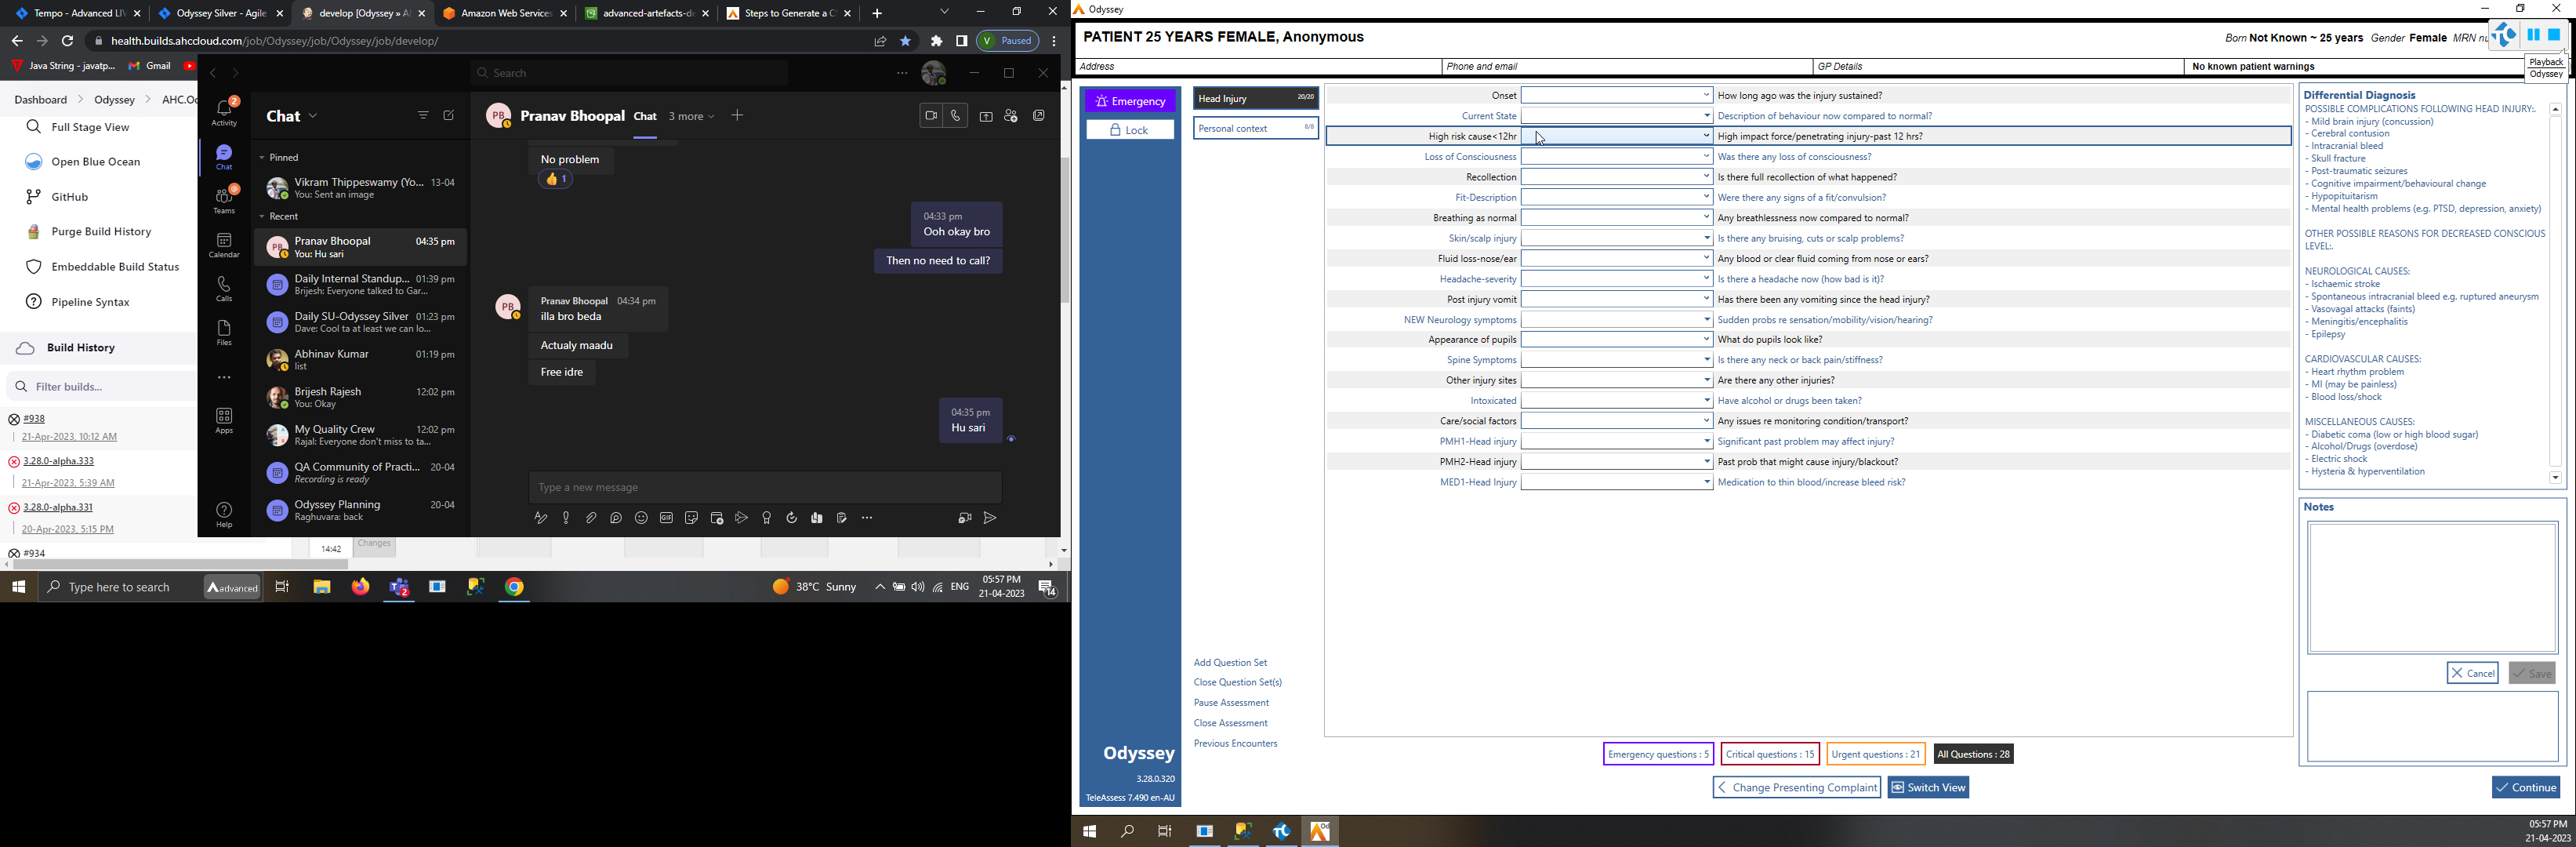 Tempo - Advanced LIV
Odyssey Silver - Agile
develop [Odyssey » A
Amazon Web Services
advanced-artefacts-de
Steps to Generate a C
health.builds.ahccloud.com/job/Odyssey/job/Odyssey/job/develop/
V Paused
Java String - javatp...
Gmail
Dashboard > Odyssey > AHC.Od
Full Stage View
Open Blue Ocean
GitHub
Purge Build History
Embeddable Build Status
Pipeline Syntax
Build History
Filter builds...
#938
21-Apr-2023, 10:12 AM
3.28.0-alpha.333
21-Apr-2023, 5:39 AM
3.28.0-alpha.331
20-Apr-2023, 5:15 PM
#934
14:42
Changes
Search
2
Activity
Chat
Teams
Calendar
Calls
Files
Apps
Help
Chat
Pinned
Vikram Thippeswamy (Yo... 13-04
You: Sent an image
Recent
PB
Pranav Bhoopal 04:35 pm
You: Hu sari
Daily Internal Standup... 01:39 pm
Brijesh: Everyone talked to Gar...
Daily SU-Odyssey Silver 01:23 pm
Dave: Cool ta at least we can lo...
Abhinav Kumar 01:19 pm
list
Brijesh Rajesh 12:02 pm
You: Okay
My Quality Crew 12:02 pm
Rajal: Everyone don't miss to ta...
QA Community of Practi... 20-04
Recording is ready
Odyssey Planning 20-04
Raghuvara: back
PB Pranav Bhoopal Chat 3 more
No problem
1
04:33 pm
Ooh okay bro
Then no need to call?
PB
Pranav Bhoopal 04:34 pm
illa bro beda
Actualy maadu
Free idre
04:35 pm
Hu sari
Type a new message
GIF
Type here to search
Advanced
2
38°C Sunny
ENG
05:57 PM
21-04-2023
14
Odyssey
PATIENT 25 YEARS FEMALE, Anonymous
Born Not Known ~ 25 years Gender Female MRN nu
Address
Phone and email
GP Details
No known patient warnings
Playback
Odyssey
Emergency
Lock
Head Injury 20/20
Personal context 8/8
Onset How long ago was the injury sustained?
Current State Description of behaviour now compared to normal?
High risk cause<12hr High impact force/penetrating injury-past 12 hrs?
Loss of Consciousness Was there any loss of consciousness?
Recollection Is there full recollection of what happened?
Fit-Description Were there any signs of a fit/convulsion?
Breathing as normal Any breathlessness now compared to normal?
Skin/scalp injury Is there any bruising, cuts or scalp problems?
Fluid loss-nose/ear Any blood or clear fluid coming from nose or ears?
Headache-severity Is there a headache now (how bad is it)?
Post injury vomit Has there been any vomiting since the head injury?
NEW Neurology symptoms Sudden probs re sensation/mobility/vision/hearing?
Appearance of pupils What do pupils look like?
Spine Symptoms Is there any neck or back pain/stiffness?
Other injury sites Are there any other injuries?
Intoxicated Have alcohol or drugs been taken?
Care/social factors Any issues re monitoring condition/transport?
PMH1-Head injury Significant past problem may affect injury?
PMH2-Head injury Past prob that might cause injury/blackout?
MED1-Head Injury Medication to thin blood/increase bleed risk?
Add Question Set
Close Question Set(s)
Pause Assessment
Close Assessment
Previous Encounters
Odyssey
3.28.0.320
TeleAssess 7.490 en-AU
Emergency questions : 5
Critical questions : 15
Urgent questions : 21
All Questions : 28
Change Presenting Complaint
Switch View
Differential Diagnosis
POSSIBLE COMPLICATIONS FOLLOWING HEAD INJURY:.
- Mild brain injury (concussion)
- Cerebral contusion
- Intracranial bleed
- Skull fracture
- Post-traumatic seizures
- Cognitive impairment/behavioural change
- Hypopituitarism
- Mental health problems (e.g. PTSD, depression, anxiety)
OTHER POSSIBLE REASONS FOR DECREASED CONSCIOUS
LEVEL:.
NEUROLOGICAL CAUSES:
- Ischaemic stroke
- Spontaneous intracranial bleed e.g. ruptured aneurysm
- Vasovagal attacks (faints)
- Meningitis/encephalitis
- Epilepsy
CARDIOVASCULAR CAUSES:
- Heart rhythm problem
- MI (may be painless)
- Blood loss/shock
MISCELLANEOUS CAUSES:
- Diabetic coma (low or high blood sugar)
- Alcohol/Drugs (overdose)
- Electric shock
- Hysteria & hyperventilation
Notes
Cancel
Save
Continue
05:57 PM
21-04-2023